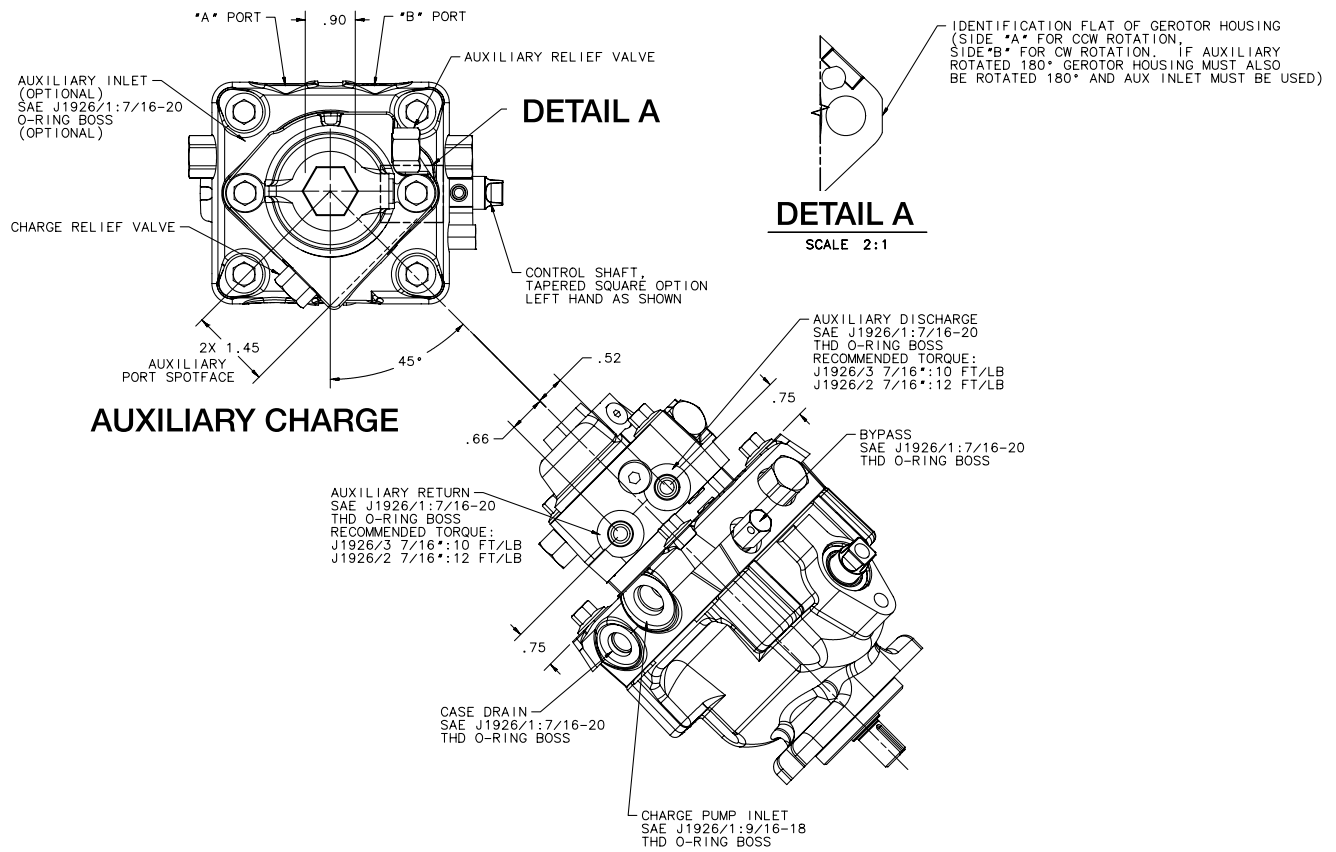 "A" PORT
.90
"B" PORT
AUXILIARY RELIEF VALVE
AUXILIARY INLET
(OPTIONAL)
SAE J1926/1:7/16-20
O-RING BOSS
(OPTIONAL)
DETAIL A
CHARGE RELIEF VALVE
CONTROL SHAFT,
TAPERED SQUARE OPTION
LEFT HAND AS SHOWN
2X 1.45
AUXILIARY
PORT SPOTFACE
45°
AUXILIARY CHARGE
IDENTIFICATION FLAT OF GEROTOR HOUSING
(SIDE "A" FOR CCW ROTATION,
SIDE"B" FOR CW ROTATION. IF AUXILIARY
ROTATED 180° GEROTOR HOUSING MUST ALSO
BE ROTATED 180° AND AUX INLET MUST BE USED)
DETAIL A
SCALE 2:1
AUXILIARY DISCHARGE
SAE J1926/1:7/16-20
THD O-RING BOSS
RECOMMENDED TORQUE:
J1926/3 7/16":10 FT/LB
J1926/2 7/16":12 FT/LB
.52
.75
.66
BYPASS
SAE J1926/1:7/16-20
THD O-RING BOSS
AUXILIARY RETURN
SAE J1926/1:7/16-20
THD O-RING BOSS
RECOMMENDED TORQUE:
J1926/3 7/16":10 FT/LB
J1926/2 7/16":12 FT/LB
.75
CASE DRAIN
SAE J1926/1:7/16-20
THD O-RING BOSS
CHARGE PUMP INLET
SAE J1926/1:9/16-18
THD O-RING BOSS